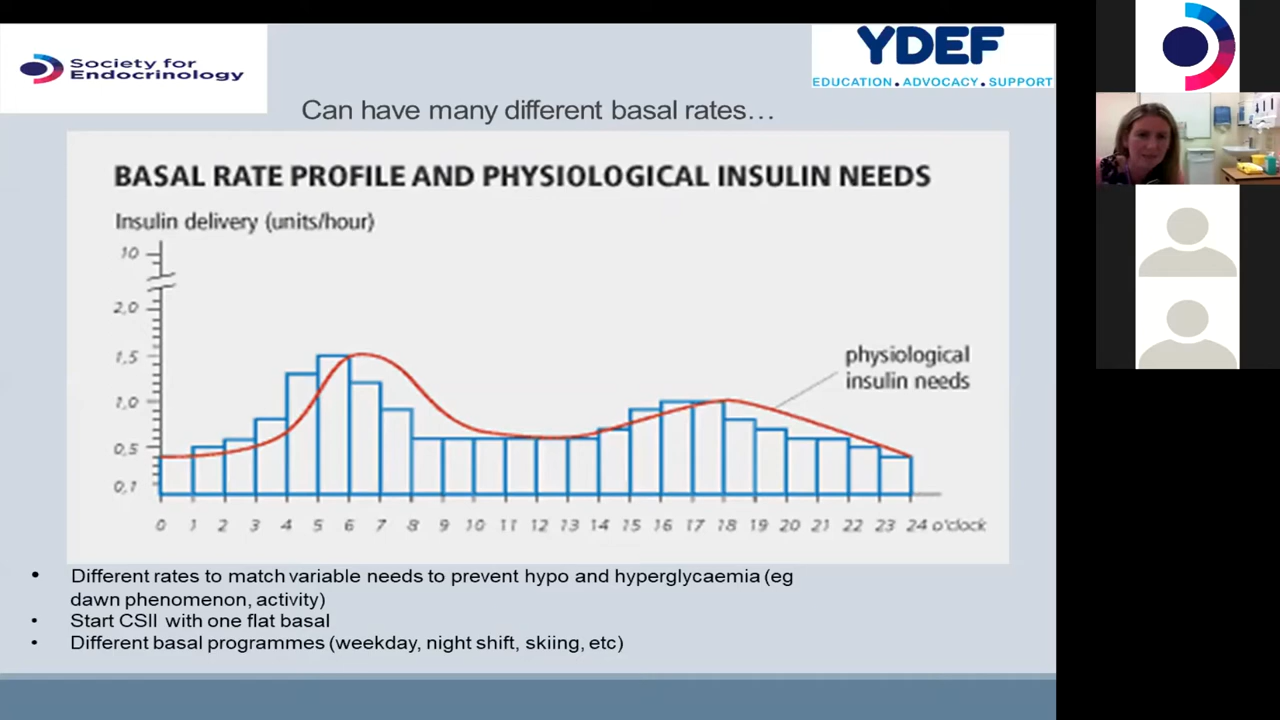 Society for
Endocrinology
YDEF
EDUCATION . ADVOCACY . SUPPORT
Can have many different basal rates…
BASAL RATE PROFILE AND PHYSIOLOGICAL INSULIN NEEDS
Insulin delivery (units/hour)
10
2,0
1,5
1,0
0,5
0,1
physiological
insulin needs
0 1 2 3 4 5 6 7 8 9 10 11 12 13 14 15 16 17 18 19 20 21 22 23 24 o'clock
• Different rates to match variable needs to prevent hypo and hyperglycaemia (eg
dawn phenomenon, activity)
• Start CSII with one flat basal
• Different basal programmes (weekday, night shift, skiing, etc)